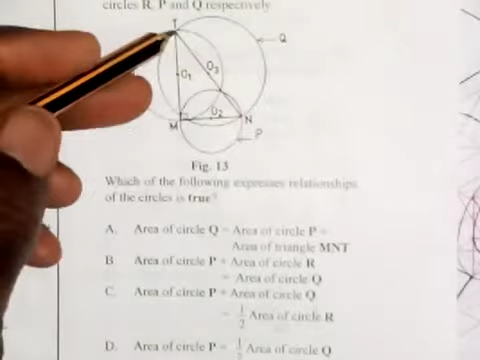 circles R, P and Q respectively
T
Q
O₃
O₁
O₂
M
N
P
Fig. 13
Which of the following expresses relationships
of the circles is true?
A. Area of circle Q = Area of circle P +
Area of triangle MNT
B Area of circle P + Area of circle R
= Area of circle Q
C. Area of circle P + Area of circle Q
= 1/2 Area of circle R
D. Area of circle P = 1/2 Area of circle Q